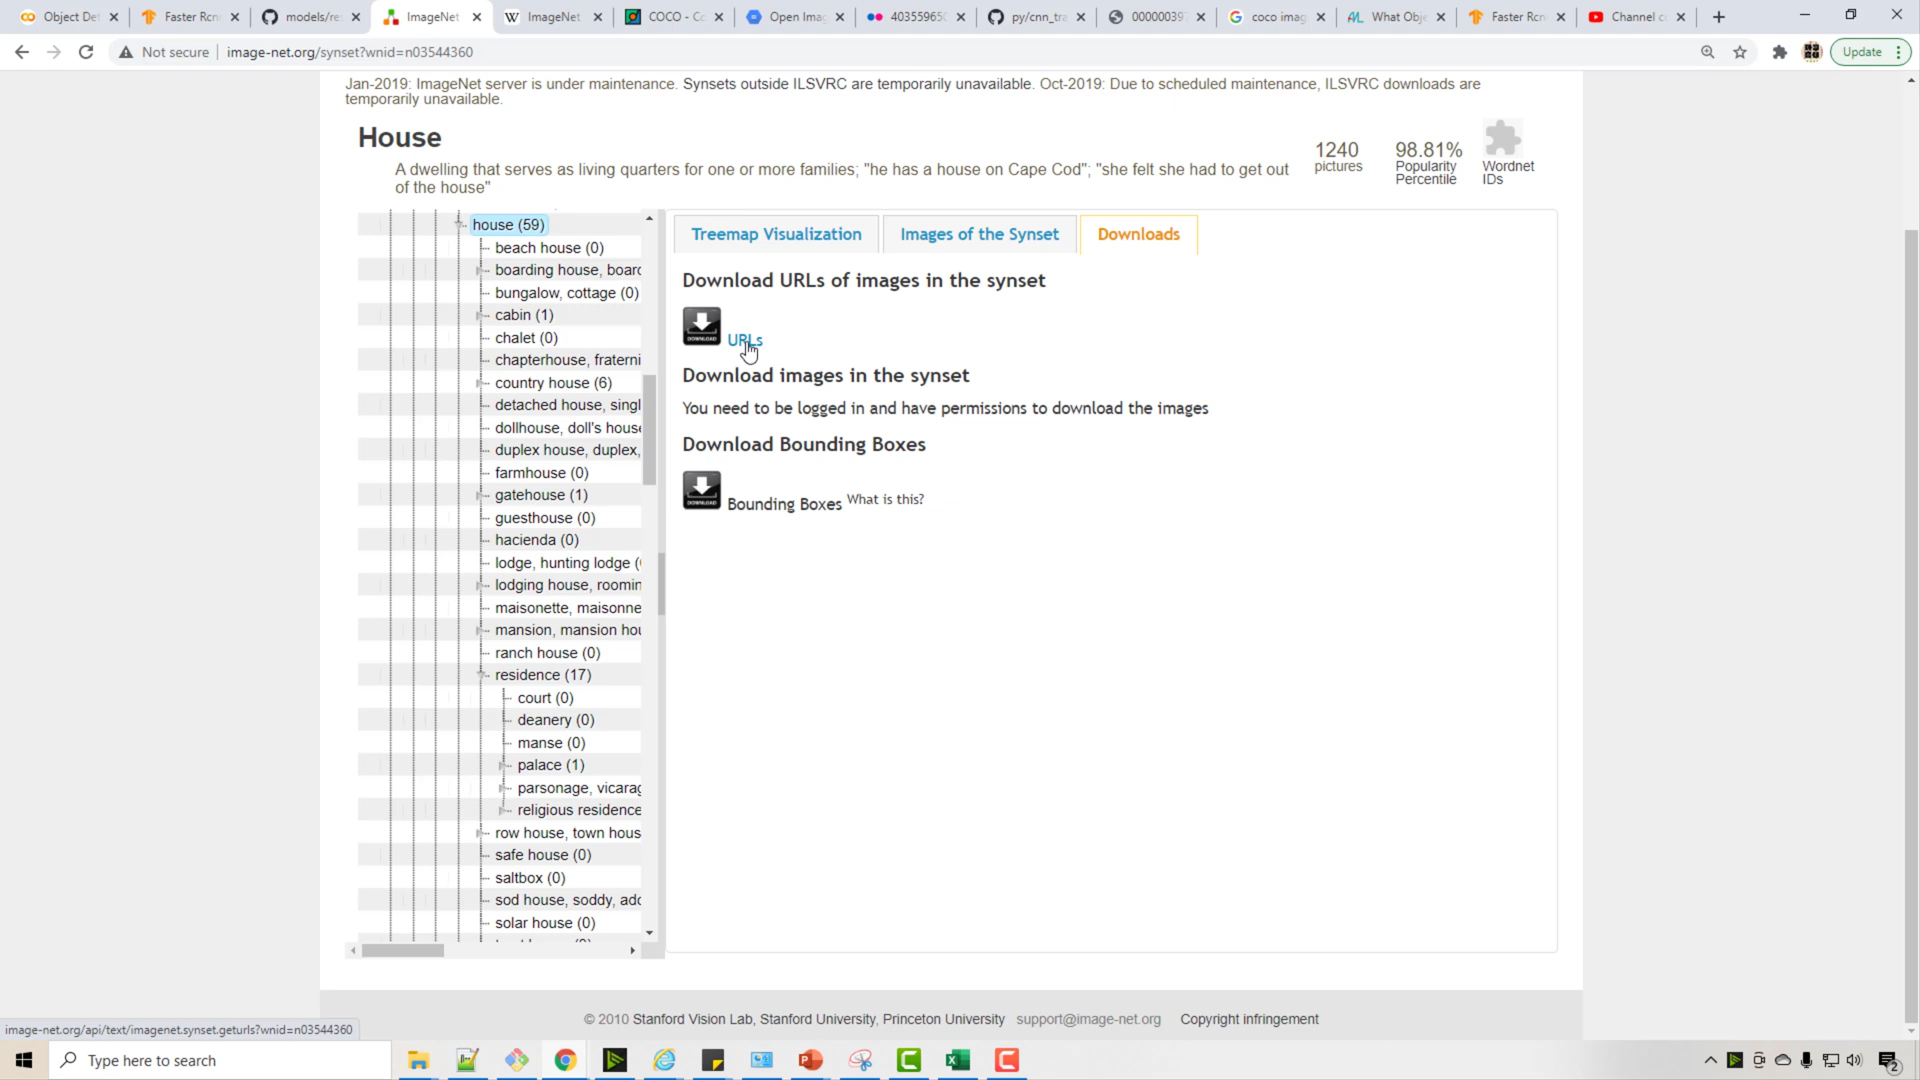 Object Det
Faster Rcn
models/re
ImageNet
ImageNet
COCO - Co
Open Imag
403559650
py/cnn_tra
000000397
coco imag
What Obje
Faster Rcn
Channel c
Not secure
image-net.org/synset?wnid=n03544360
Update
Jan-2019: ImageNet server is under maintenance. Synsets outside ILSVRC are temporarily unavailable. Oct-2019: Due to scheduled maintenance, ILSVRC downloads are
temporarily unavailable.
House
A dwelling that serves as living quarters for one or more families; "he has a house on Cape Cod"; "she felt she had to get out
of the house"
1240
pictures
98.81%
Popularity
Percentile
Wordnet
IDs
house (59)
beach house (0)
boarding house, board
bungalow, cottage (0)
cabin (1)
chalet (0)
chapterhouse, fraterni
country house (6)
detached house, singl
dollhouse, doll's house
duplex house, duplex,
farmhouse (0)
gatehouse (1)
guesthouse (0)
hacienda (0)
lodge, hunting lodge (
lodging house, roomin
maisonette, maisonne
mansion, mansion hou
ranch house (0)
residence (17)
court (0)
deanery (0)
manse (0)
palace (1)
parsonage, vicarag
religious residence
row house, town hous
safe house (0)
saltbox (0)
sod house, soddy, ado
solar house (0)
Treemap Visualization
Images of the Synset
Downloads
Download URLs of images in the synset
DOWNLOAD
URLs
Download images in the synset
You need to be logged in and have permissions to download the images
Download Bounding Boxes
DOWNLOAD
Bounding Boxes What is this?
© 2010 Stanford Vision Lab, Stanford University, Princeton University support@image-net.org Copyright infringement
image-net.org/api/text/imagenet.synset.geturls?wnid=n03544360
Type here to search
2